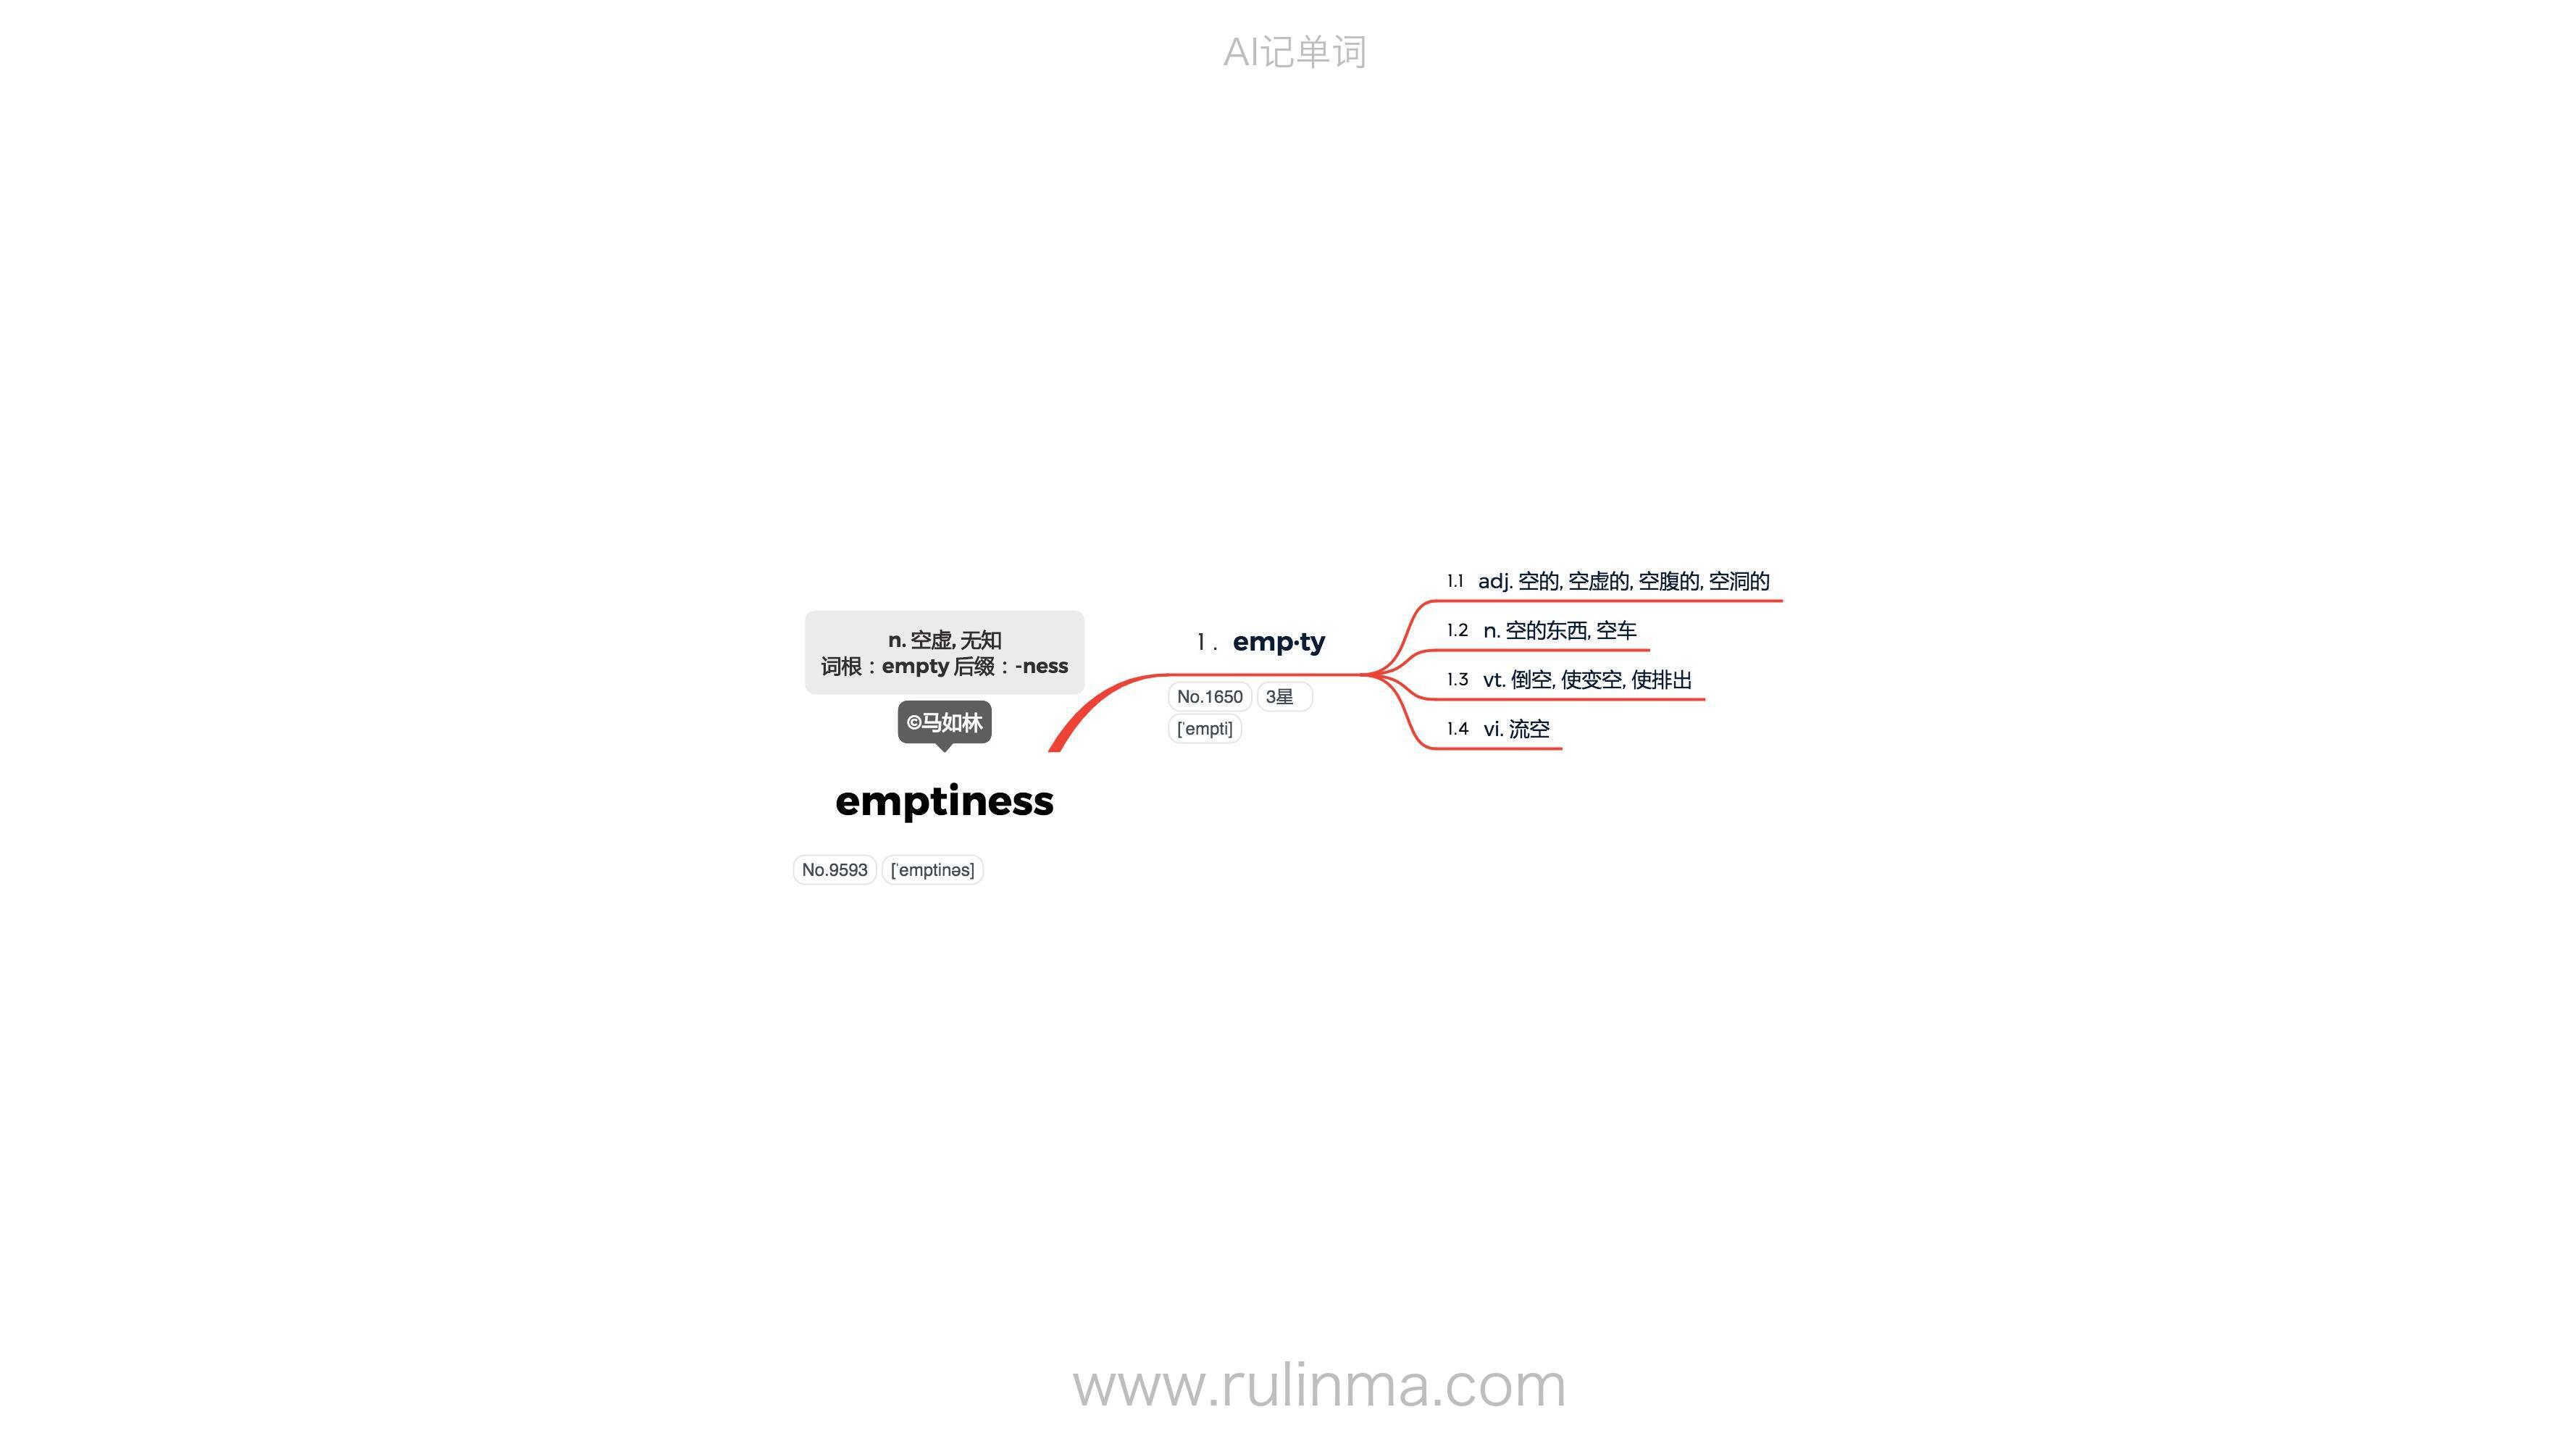 AI记单词
n. 空虚, 无知
词根：empty 后缀：-ness
©马如林
emptiness
No.9593 ['emptinəs]
1. emp·ty
No.1650 3星
['empti]
1.1 adj. 空的, 空虚的, 空腹的, 空洞的
1.2 n. 空的东西, 空车
1.3 vt. 倒空, 使变空, 使排出
1.4 vi. 流空
www.rulinma.com